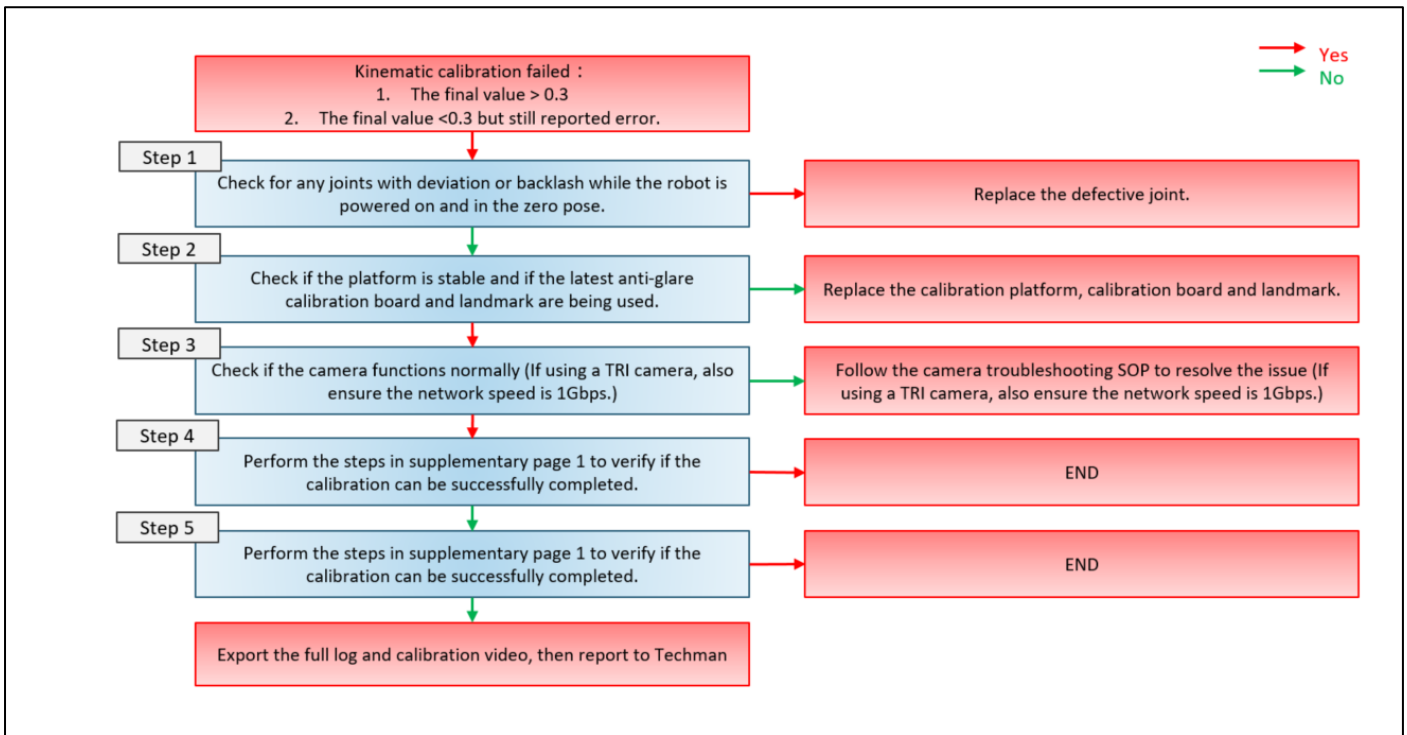 Yes
No
Kinematic calibration failed：
1. The final value > 0.3
2. The final value <0.3 but still reported error.
Step 1
Check for any joints with deviation or backlash while the robot is
powered on and in the zero pose.
Replace the defective joint.
Step 2
Check if the platform is stable and if the latest anti-glare
calibration board and landmark are being used.
Replace the calibration platform, calibration board and landmark.
Step 3
Check if the camera functions normally (If using a TRI camera, also
ensure the network speed is 1Gbps.)
Follow the camera troubleshooting SOP to resolve the issue (If
using a TRI camera, also ensure the network speed is 1Gbps.)
Step 4
Perform the steps in supplementary page 1 to verify if the
calibration can be successfully completed.
END
Step 5
Perform the steps in supplementary page 1 to verify if the
calibration can be successfully completed.
END
Export the full log and calibration video, then report to Techman